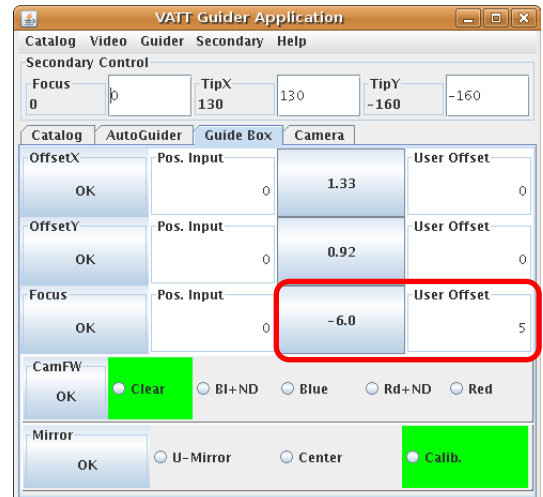 VATT Guider Application
Catalog Video Guider Secondary Help
Secondary Control
Focus TipX TipY
0 0 130 130 -160 -160
Catalog AutoGuider Guide Box Camera
OffsetX Pos. Input User Offset
OK 0 1.33 0
OffsetY Pos. Input User Offset
OK 0 0.92 0
Focus Pos. Input User Offset
OK 0 -6.0 5
CamFW
OK Clear Bl+ND Blue Rd+ND Red
Mirror
OK U-Mirror Center Calib.